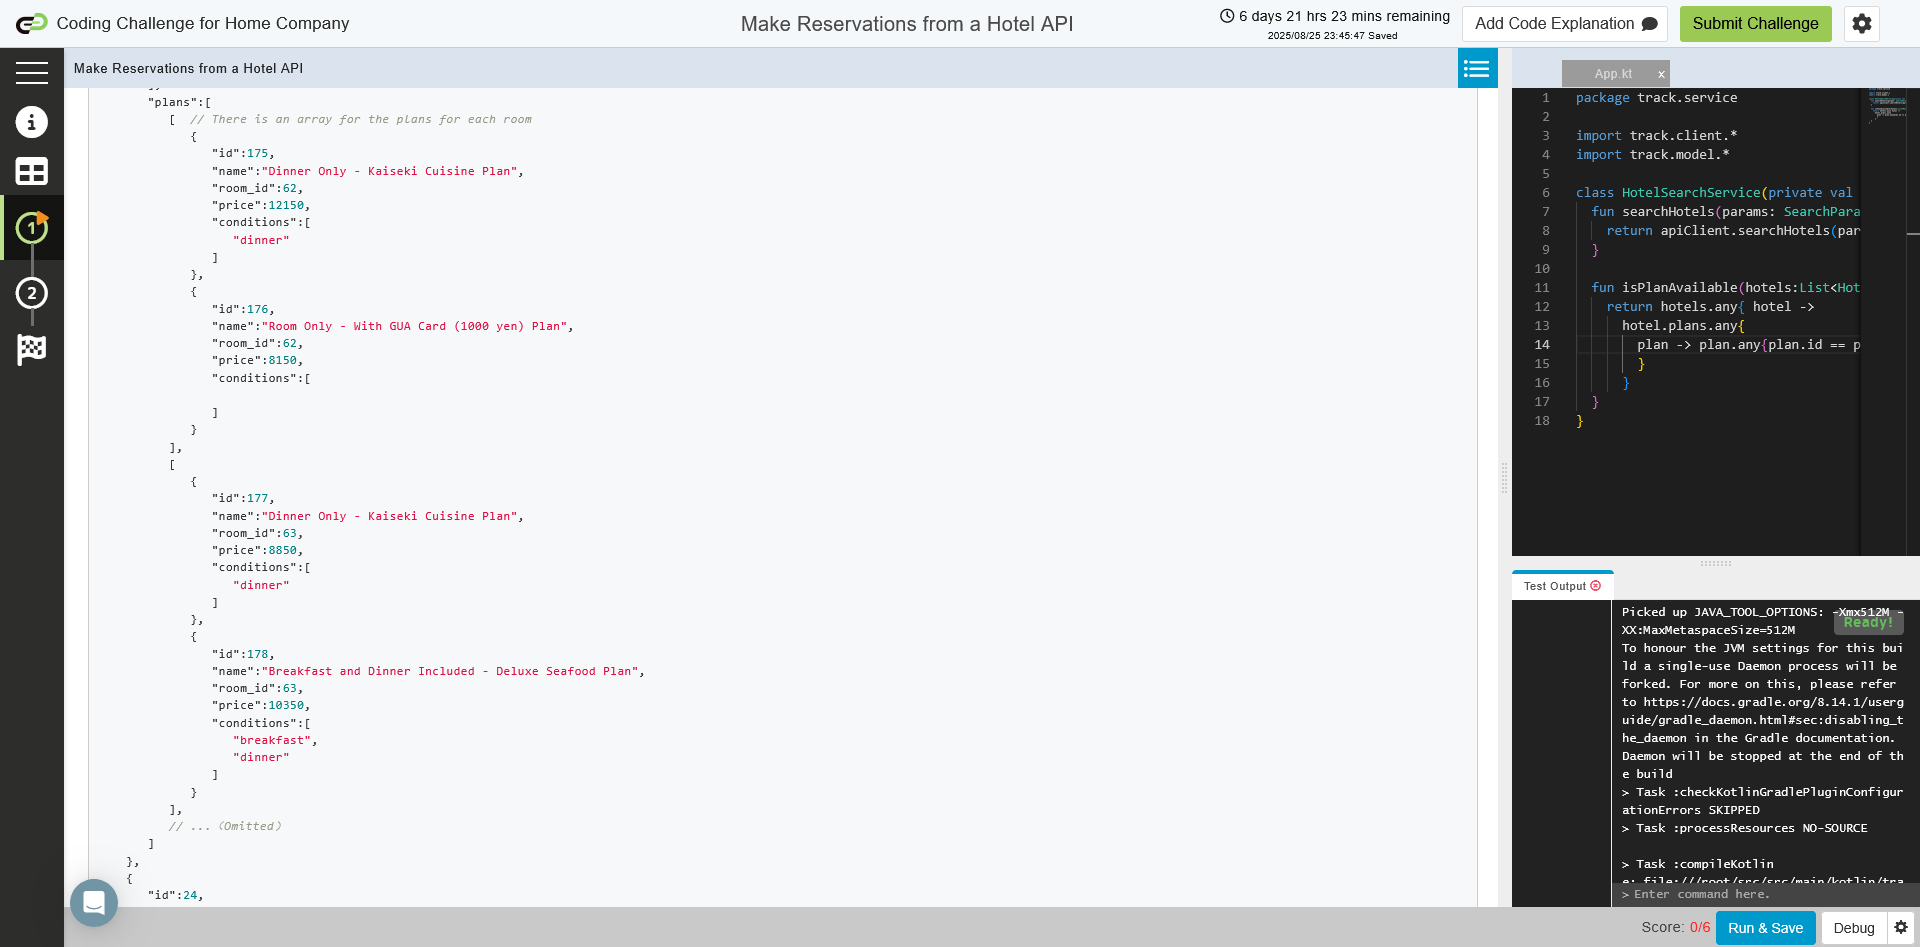 Coding Challenge for Home Company
Make Reservations from a Hotel API
6 days 21 hrs 23 mins remaining
2025/08/25 23:45:47 Saved
Add Code Explanation
Submit Challenge
Make Reservations from a Hotel API
1
2
"plans":[
[  // There is an array for the plans for each room
{
"id":175,
"name":"Dinner Only - Kaiseki Cuisine Plan",
"room_id":62,
"price":12150,
"conditions":[
"dinner"
]
},
{
"id":176,
"name":"Room Only - With GUA Card (1000 yen) Plan",
"room_id":62,
"price":8150,
"conditions":[
]
}
],
[
{
"id":177,
"name":"Dinner Only - Kaiseki Cuisine Plan",
"room_id":63,
"price":8850,
"conditions":[
"dinner"
]
},
{
"id":178,
"name":"Breakfast and Dinner Included - Deluxe Seafood Plan",
"room_id":63,
"price":10350,
"conditions":[
"breakfast",
"dinner"
]
}
],
// ... (Omitted)
]
},
{
"id":24,
App.kt x
1 package track.service
2
3 import track.client.*
4 import track.model.*
5
6 class HotelSearchService(private val
7 fun searchHotels(params: SearchPara
8 return apiClient.searchHotels(par
9 }
10
11 fun isPlanAvailable(hotels:List<Hot
12 return hotels.any{ hotel ->
13 hotel.plans.any{
14 plan -> plan.any{plan.id == p
15 }
16 }
17 }
18 }
Test Output
Ready!
Picked up JAVA_TOOL_OPTIONS: -Xmx512M -
XX:MaxMetaspaceSize=512M
To honour the JVM settings for this bui
ld a single-use Daemon process will be
forked. For more on this, please refer
to https://docs.gradle.org/8.14.1/userg
uide/gradle_daemon.html#sec:disabling_t
he_daemon in the Gradle documentation.
Daemon will be stopped at the end of th
e build
> Task :checkKotlinGradlePluginConfigur
ationErrors SKIPPED
> Task :processResources NO-SOURCE
> Task :compileKotlin
e: file:///root/src/src/main/kotlin/tra
> Enter command here.
Score: 0/6
Run & Save
Debug